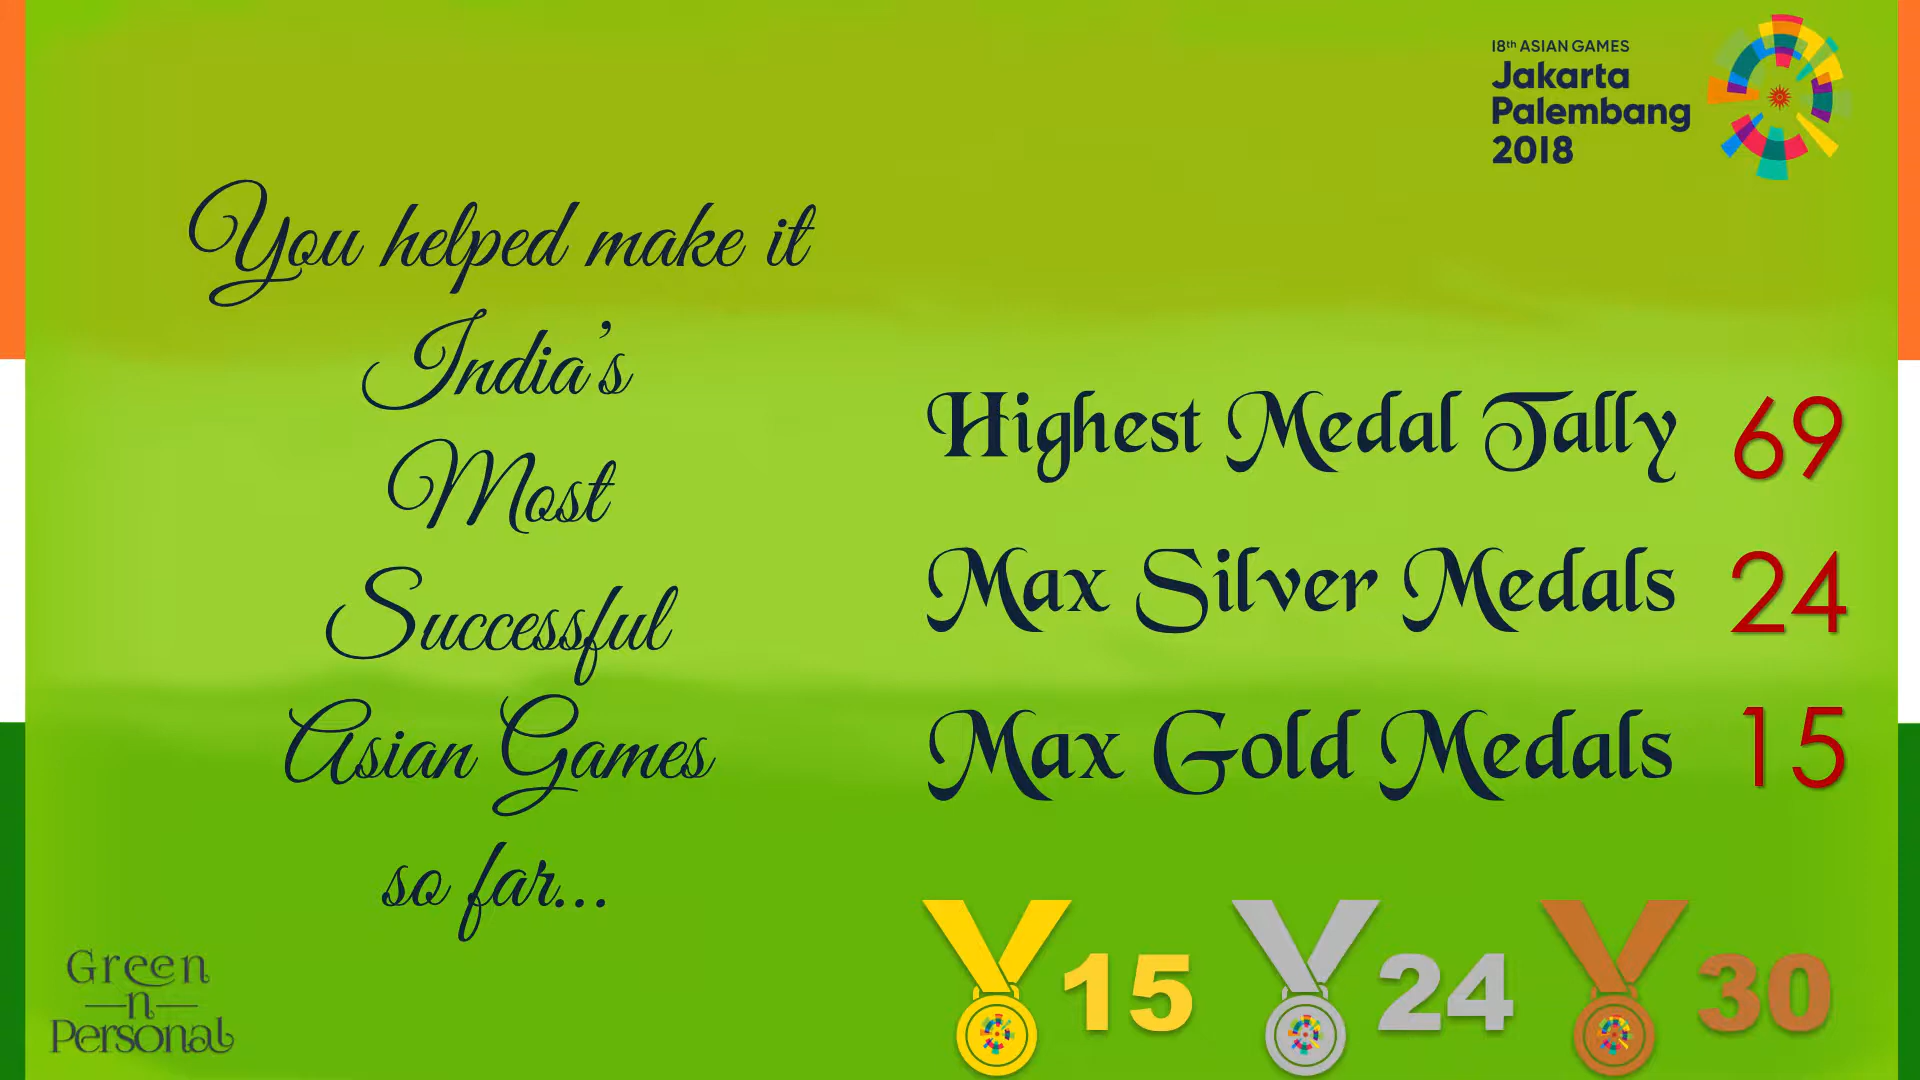 18th ASIAN GAMES
Jakarta
Palembang
2018
You helped make it
India's
Most
Successful
Asian Games
so far...
Highest Medal Tally 69
Max Silver Medals 24
Max Gold Medals 15
15 24 30
Green
n
Personal